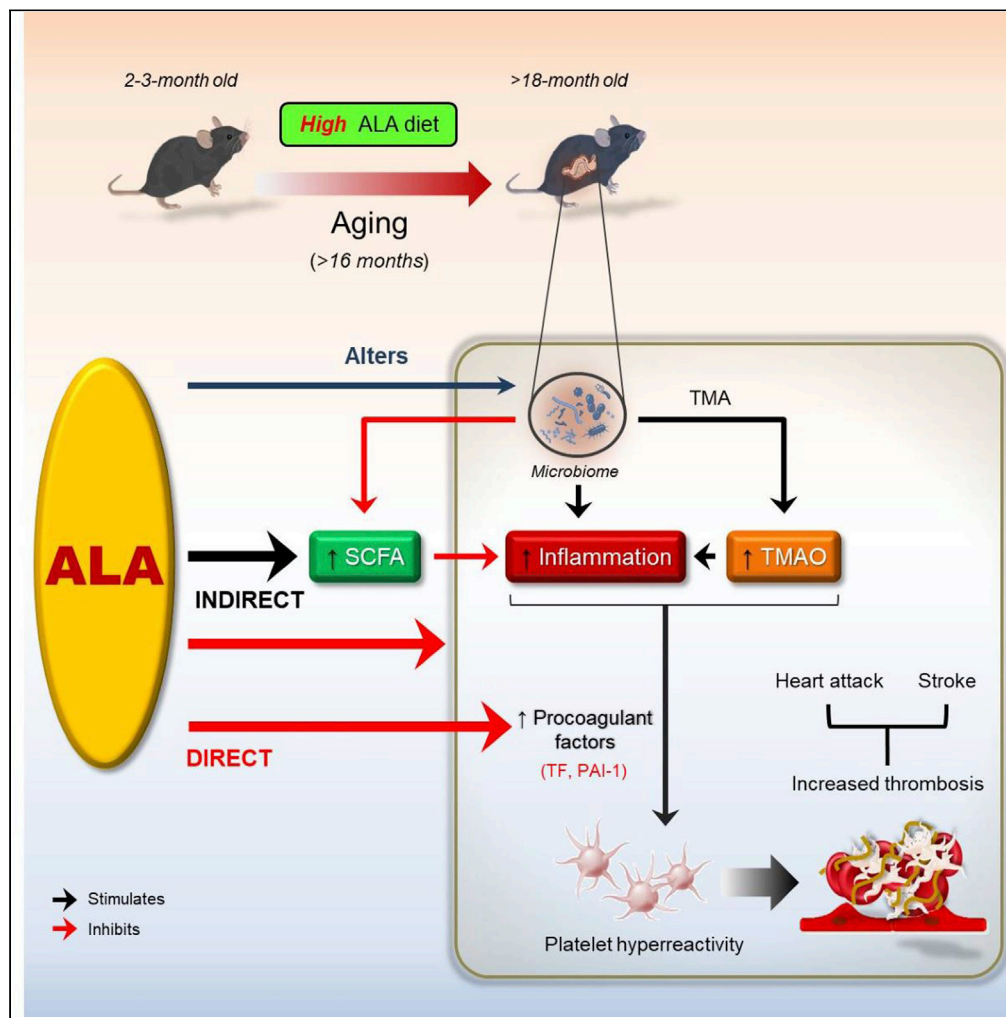 2-3-month old
>18-month old
High ALA diet
Aging
(>16 months)
Alters
TMA
Microbiome
ALA
↑ SCFA
↑ Inflammation
↑ TMAO
INDIRECT
Heart attack
Stroke
↑ Procoagulant
factors
(TF, PAI-1)
DIRECT
Increased thrombosis
Stimulates
Inhibits
Platelet hyperreactivity